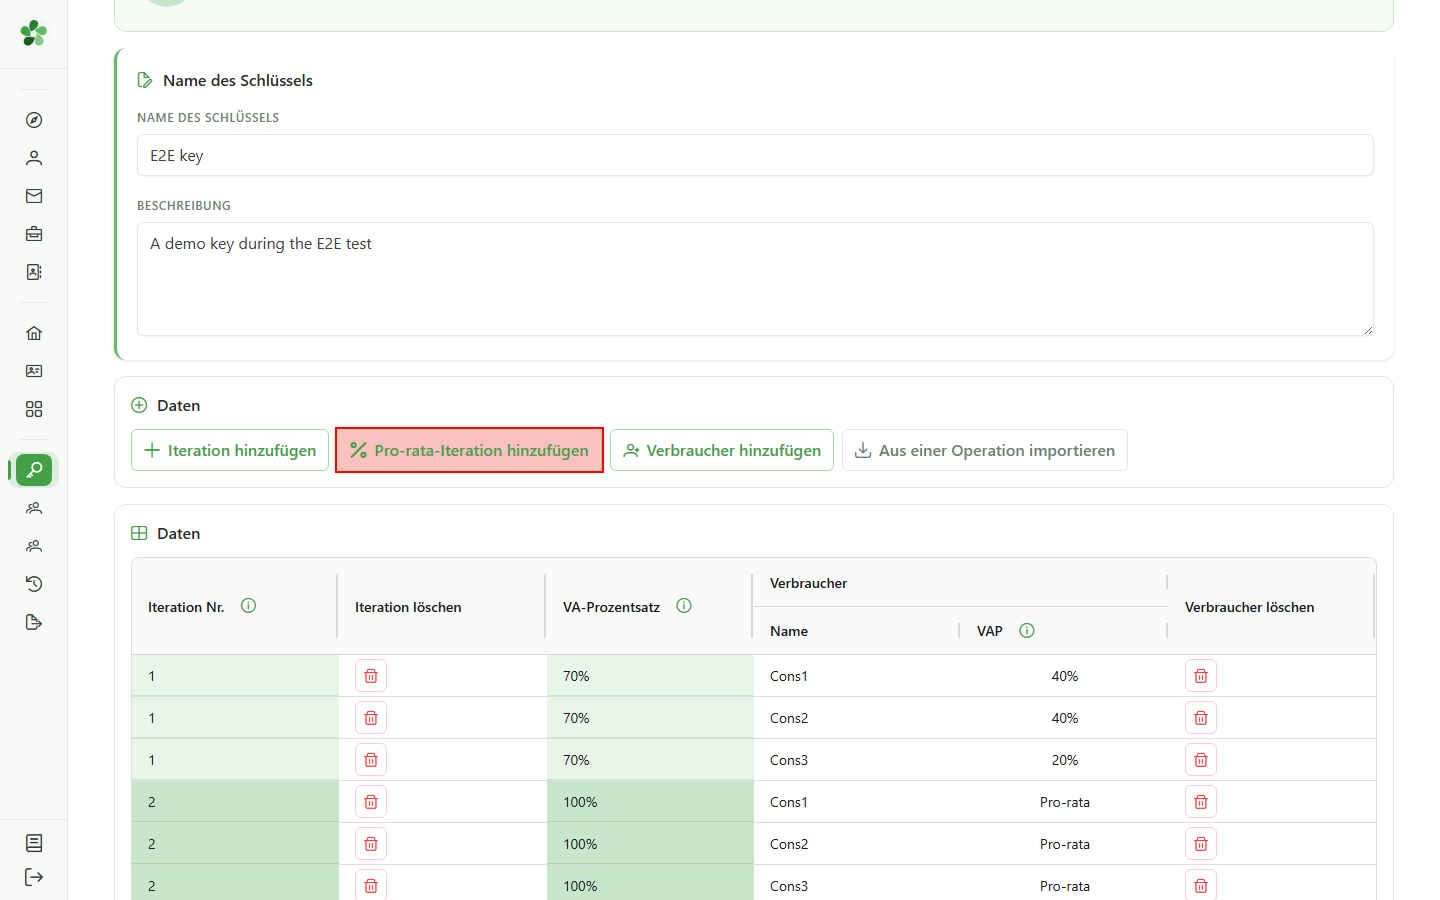 Name des Schlüssels
NAME DES SCHLÜSSELS
E2E key
BESCHREIBUNG
A demo key during the E2E test
Daten
Iteration hinzufügen
Pro-rata-Iteration hinzufügen
Verbraucher hinzufügen
Aus einer Operation importieren
Daten
Iteration Nr.
Iteration löschen
VA-Prozentsatz
Verbraucher
Name
VAP
Verbraucher löschen
1 70% Cons1 40%
1 70% Cons2 40%
1 70% Cons3 20%
2 100% Cons1 Pro-rata
2 100% Cons2 Pro-rata
2 100% Cons3 Pro-rata